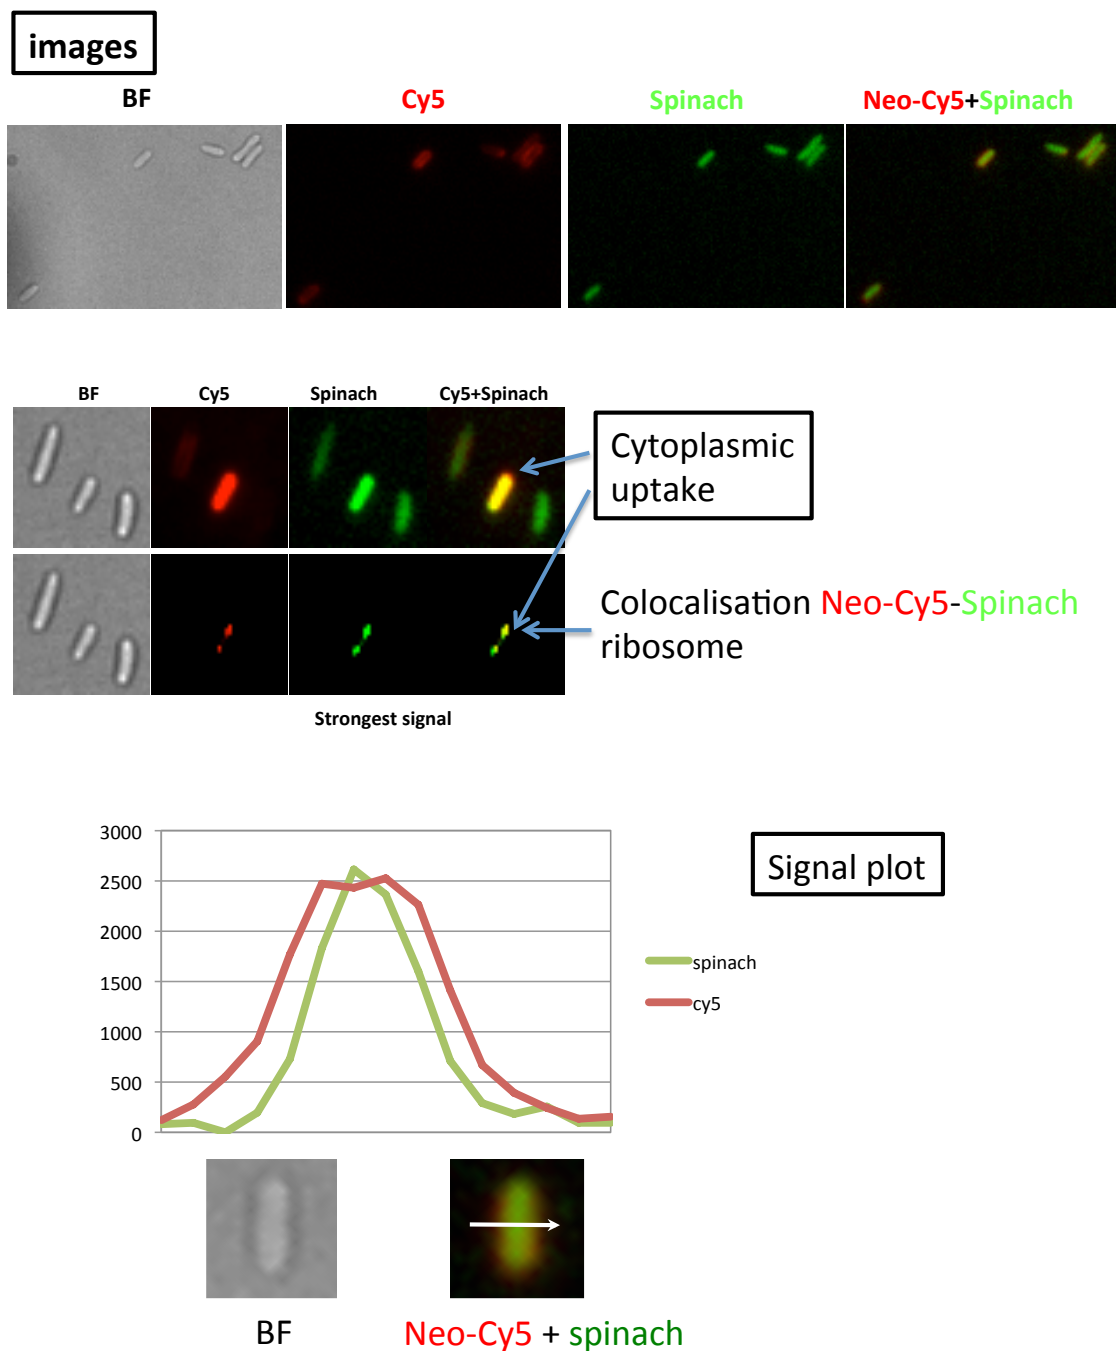 images
BF Cy5 Spinach Neo-Cy5+Spinach
BF Cy5 Spinach Cy5+Spinach
Cytoplasmic
uptake
Colocalisation Neo-Cy5-Spinach
ribosome
Strongest signal
Signal plot
3000
2500
2000
1500
1000
500
0
spinach
cy5
BF Neo-Cy5 + spinach